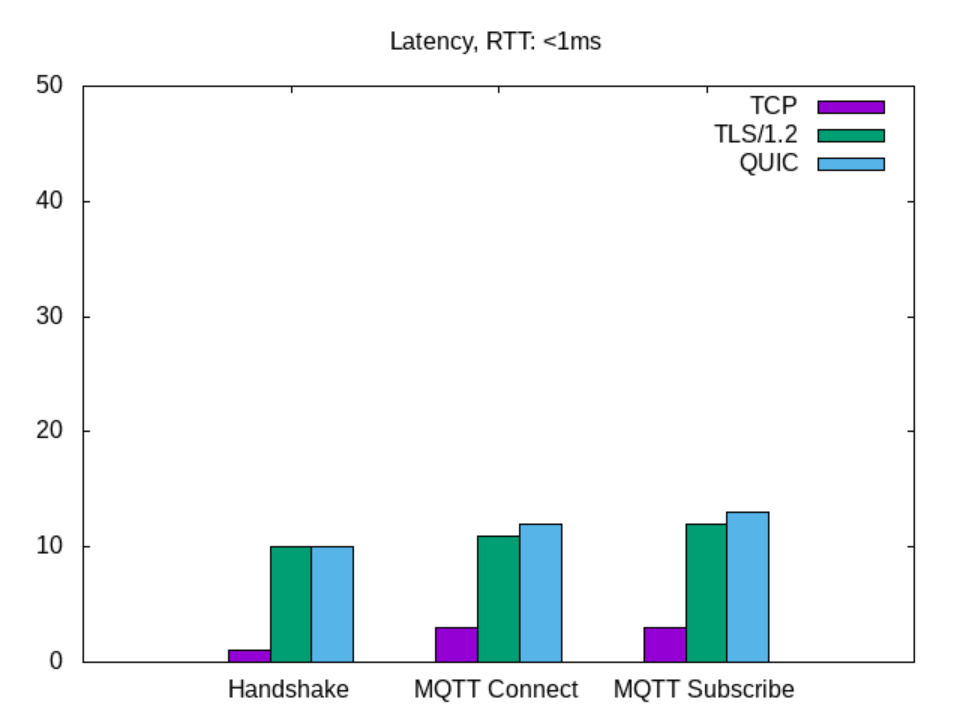 Latency, RTT: <1ms
50
40
30
20
10
0
TCP
TLS/1.2
QUIC
Handshake
MQTT Connect
MQTT Subscribe